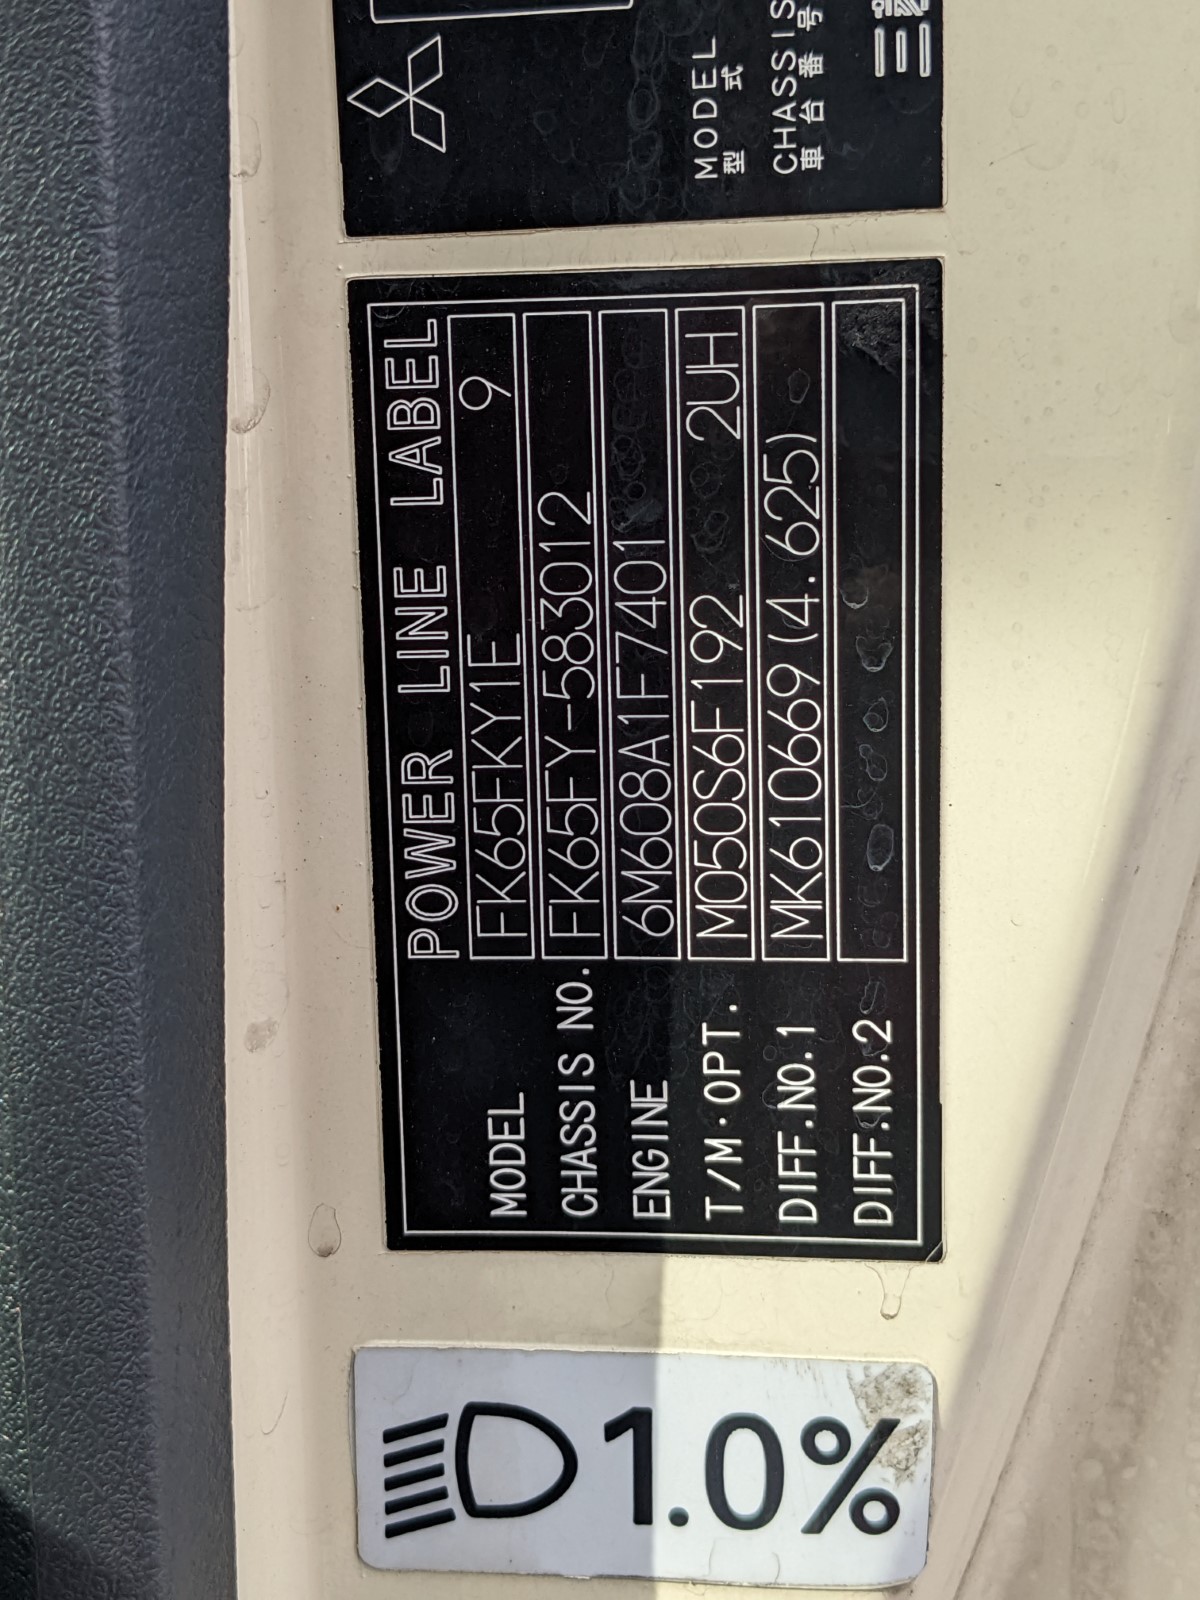 POWER LINE LABEL
MODEL FK65FKY1E 9
CHASSIS NO. FK65FY-583012
ENGINE 6M608A1F7401
T/M·OPT. M050S6F192 2UH
DIFF.NO.1 MK610669(4.625)
DIFF.NO.2
MODEL
型式
CHASSIS
車台番号
三
1.0%